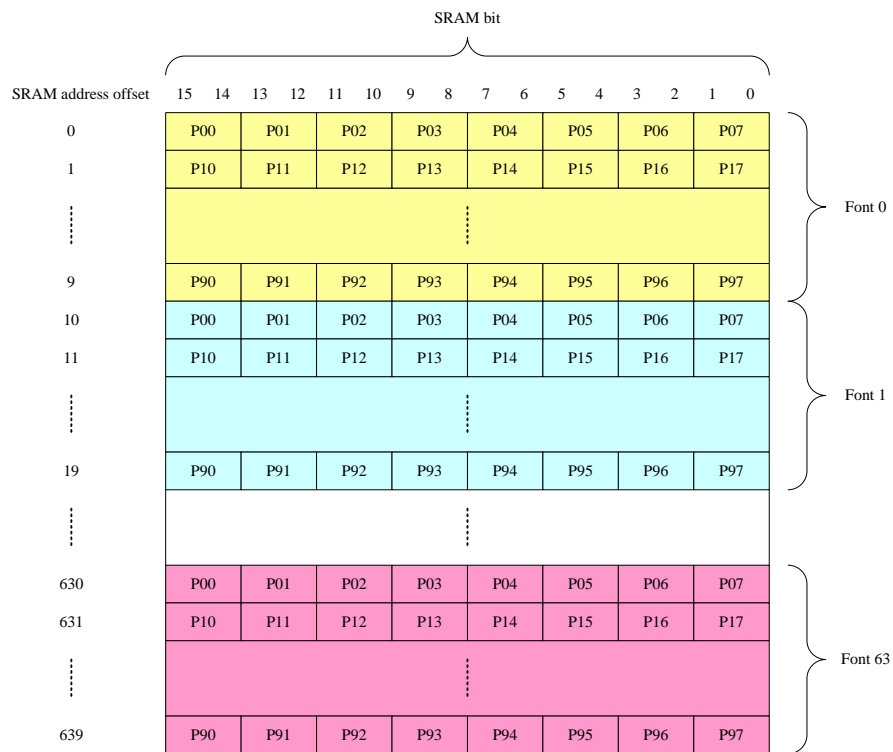 SRAM bit
SRAM address offset 15 14 13 12 11 10 9 8 7 6 5 4 3 2 1 0
0 P00 P01 P02 P03 P04 P05 P06 P07
1 P10 P11 P12 P13 P14 P15 P16 P17
Font 0
9 P90 P91 P92 P93 P94 P95 P96 P97
10 P00 P01 P02 P03 P04 P05 P06 P07
11 P10 P11 P12 P13 P14 P15 P16 P17
Font 1
19 P90 P91 P92 P93 P94 P95 P96 P97
630 P00 P01 P02 P03 P04 P05 P06 P07
631 P10 P11 P12 P13 P14 P15 P16 P17
Font 63
639 P90 P91 P92 P93 P94 P95 P96 P97